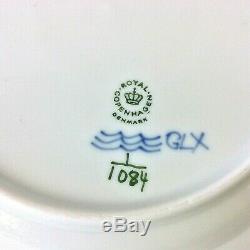 ROYAL
COPENHAGEN
DENMARK
GLX
1
1084